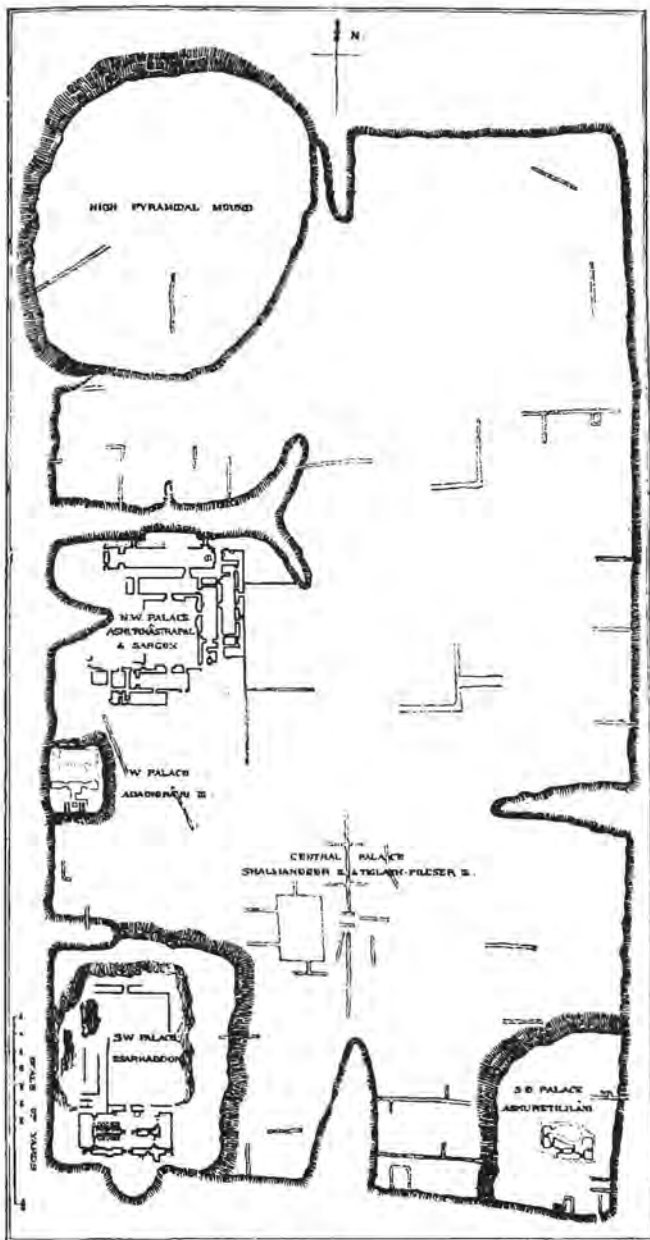 N.
HIGH PYRAMIDAL MOUND
N.W. PALACE
ASHURNASIRPAL
& SARGON
W PALACE
ADADNIRARI III.
CENTRAL PALACE
SHALMANESER II. & TIGLATH-PILESER III.
S.W. PALACE
ESARHADDON
S E PALACE
ASHURETILILANI
SCALE OF YARDS